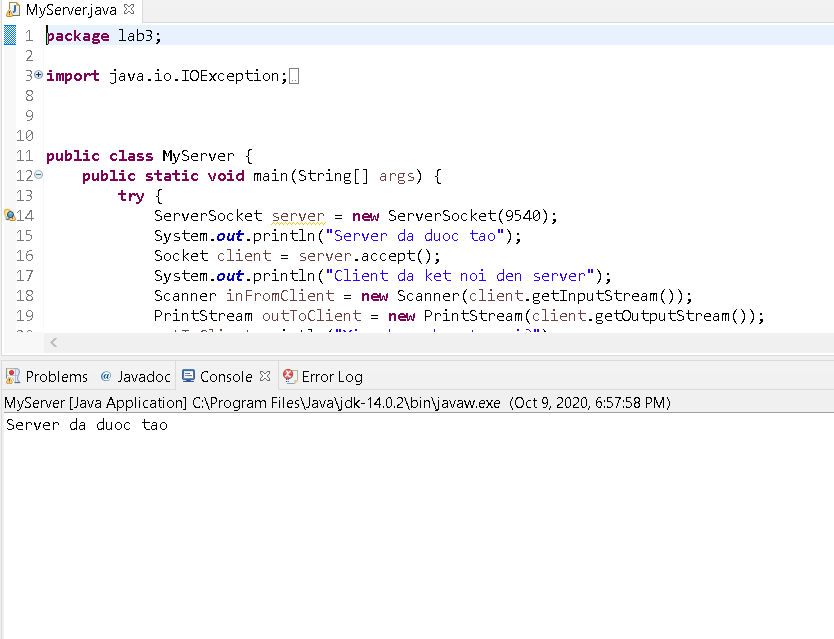 MyServer.java
1 package lab3;
2
3 import java.io.IOException;
8
9
10
11 public class MyServer {
12 public static void main(String[] args) {
13 try {
14 ServerSocket server = new ServerSocket(9540);
15 System.out.println("Server da duoc tao");
16 Socket client = server.accept();
17 System.out.println("Client da ket noi den server");
18 Scanner inFromClient = new Scanner(client.getInputStream());
19 PrintStream outToClient = new PrintStream(client.getOutputStream());
Problems @ Javadoc Console Error Log
MyServer [Java Application] C:\Program Files\Java\jdk-14.0.2\bin\javaw.exe (Oct 9, 2020, 6:57:58 PM)
Server da duoc tao